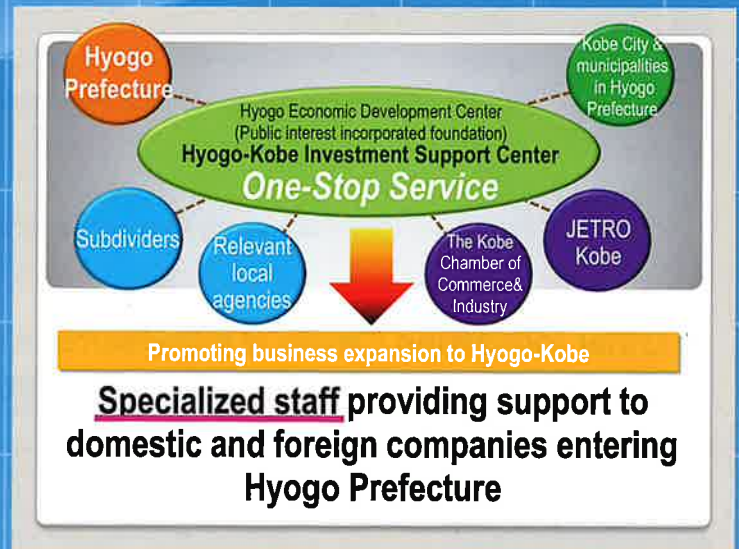 Hyogo
Prefecture
Kobe City &
municipalities
in Hyogo
Prefecture
Hyogo Economic Development Center
(Public interest incorporated foundation)
Hyogo-Kobe Investment Support Center
One-Stop Service
Subdividers
Relevant
local
agencies
The Kobe
Chamber of
Commerce&
Industry
JETRO
Kobe
Promoting business expansion to Hyogo-Kobe
Specialized staff providing support to
domestic and foreign companies entering
Hyogo Prefecture